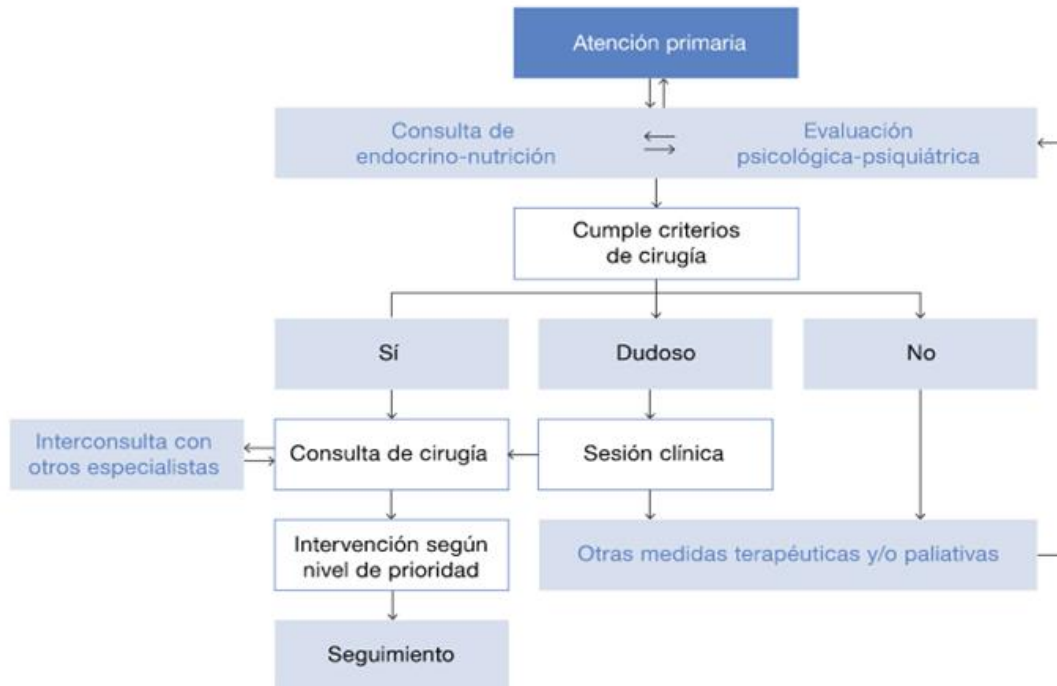 Atención primaria
Consulta de
endocrino-nutrición
Evaluación
psicológica-psiquiátrica
Cumple criterios
de cirugía
Sí
Dudoso
No
Interconsulta con
otros especialistas
Consulta de cirugía
Sesión clínica
Intervención según
nivel de prioridad
Otras medidas terapéuticas y/o paliativas
Seguimiento